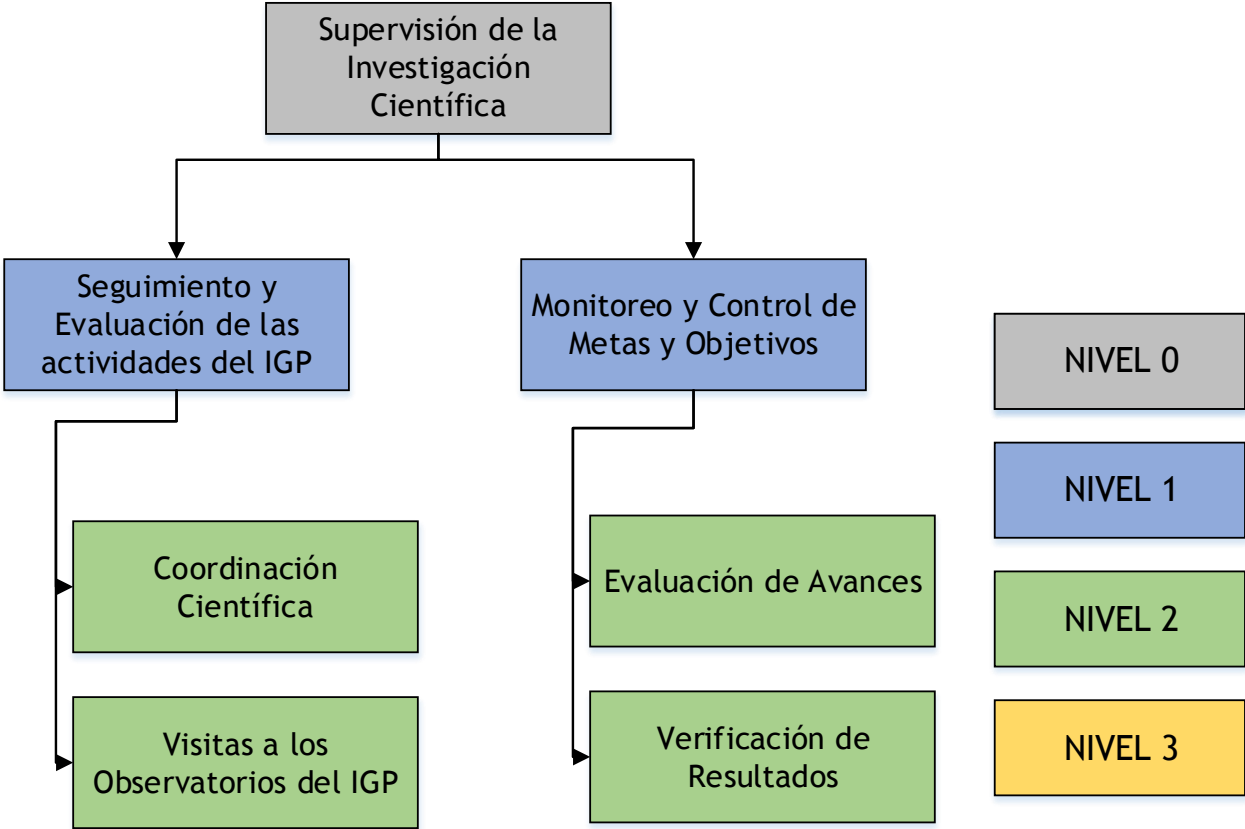 Supervisión de la
Investigación
Científica
Seguimiento y
Evaluación de las
actividades del IGP
Monitoreo y Control de
Metas y Objetivos
Coordinación
Científica
Evaluación de Avances
Visitas a los
Observatorios del IGP
Verificación de
Resultados
NIVEL 0
NIVEL 1
NIVEL 2
NIVEL 3